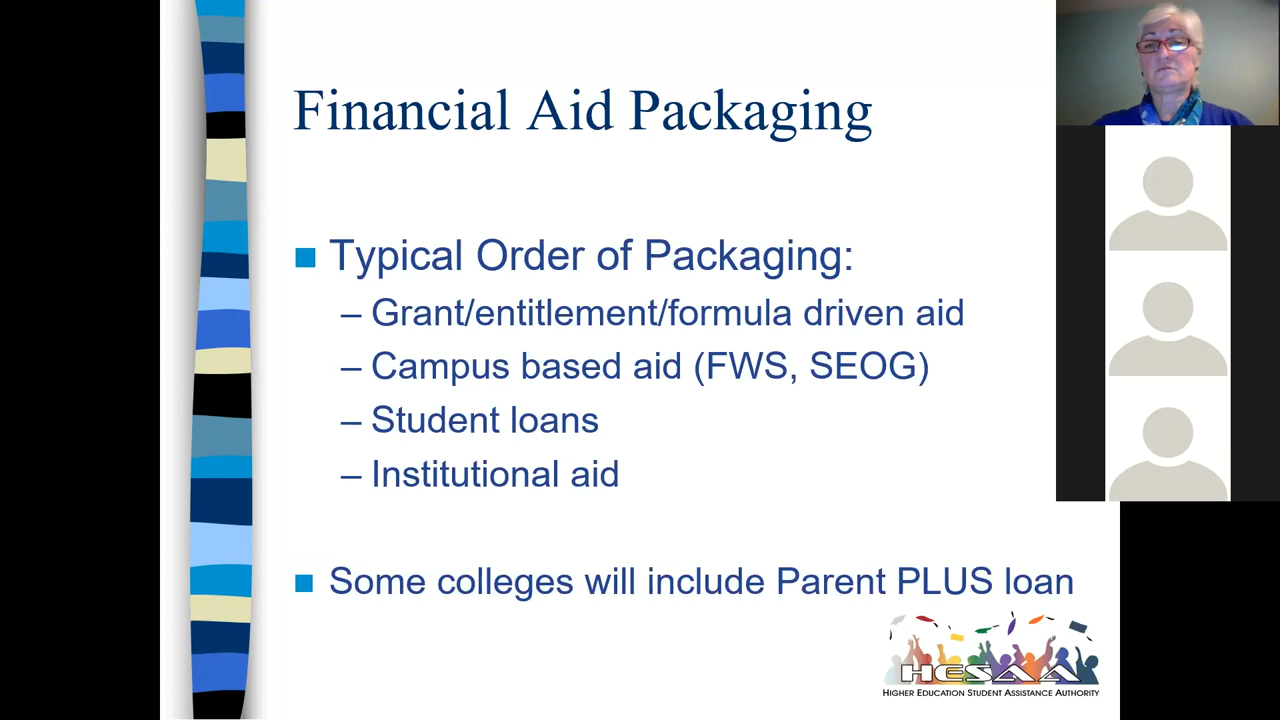 Financial Aid Packaging
Typical Order of Packaging:
– Grant/entitlement/formula driven aid
– Campus based aid (FWS, SEOG)
– Student loans
– Institutional aid
Some colleges will include Parent PLUS loan
HESAA
HIGHER EDUCATION STUDENT ASSISTANCE AUTHORITY